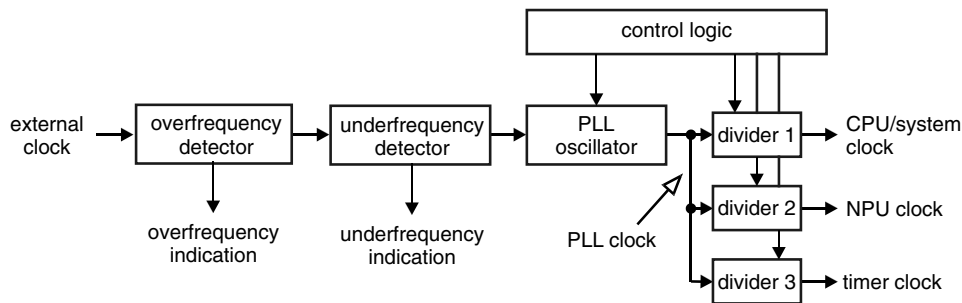 control logic
external
clock
overfrequency
detector
underfrequency
detector
PLL
oscillator
divider 1
CPU/system
clock
overfrequency
indication
underfrequency
indication
PLL clock
divider 2
NPU clock
divider 3
timer clock